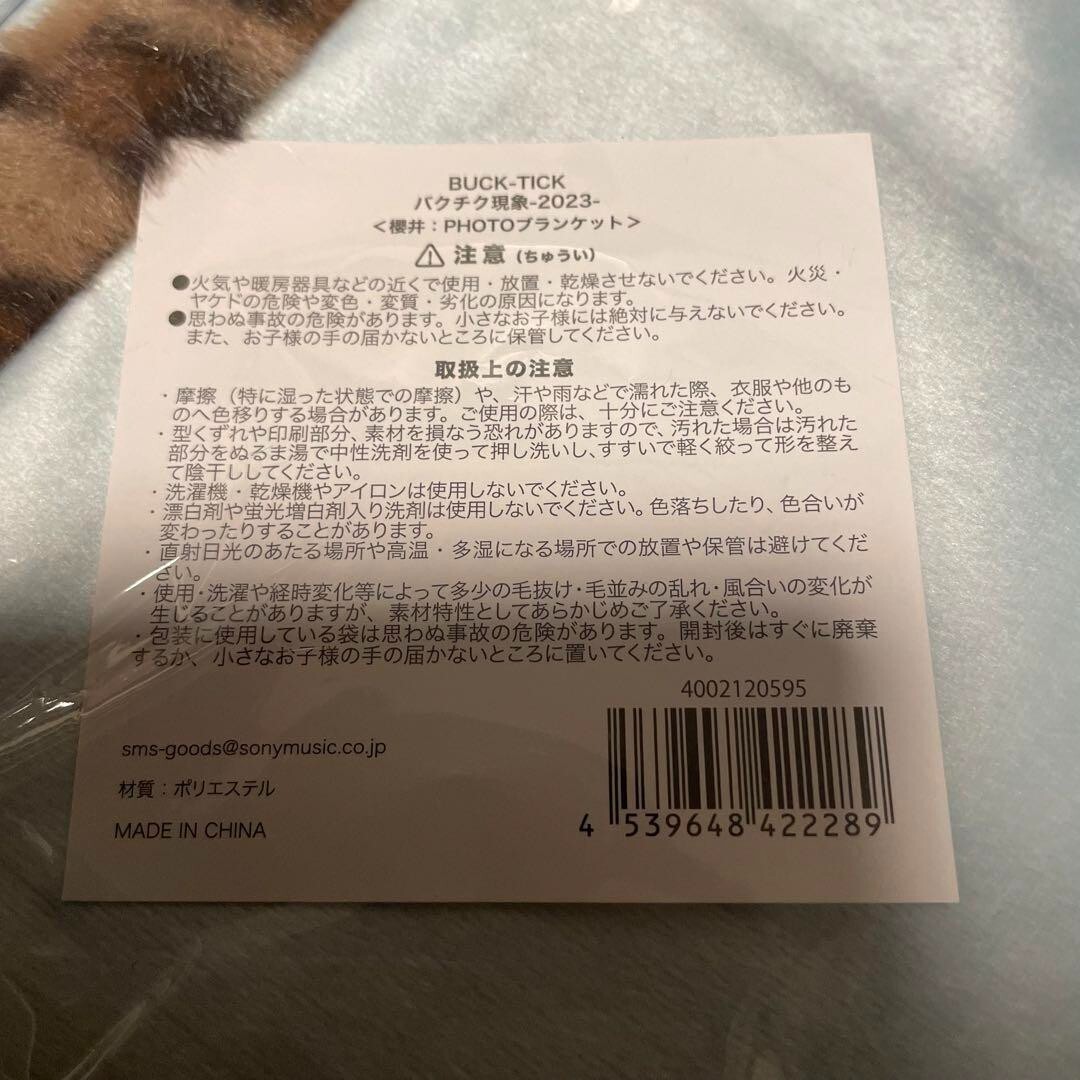 BUCK-TICK
バクチク現象-2023-
＜櫻井：PHOTOブランケット＞
⚠ 注意（ちゅうい）
●火気や暖房器具などの近くで使用・放置・乾燥させないでください。火災・
ヤケドの危険や変色・変質・劣化の原因になります。
●思わぬ事故の危険があります。小さなお子様には絶対に与えないでください。
また、お子様の手の届かないところに保管してください。
取扱上の注意
・摩擦（特に湿った状態での摩擦）や、汗や雨などで濡れた際、衣服や他のも
のへ色移りする場合があります。ご使用の際は、十分にご注意ください。
・型くずれや印刷部分、素材を損なう恐れがありますので、汚れた場合は汚れた
部分をぬるま湯で中性洗剤を使って押し洗いし、すすいで軽く絞って形を整え
て陰干ししてください。
・洗濯機・乾燥機やアイロンは使用しないでください。
・漂白剤や蛍光増白剤入り洗剤は使用しないでください。色落ちしたり、色合いが
変わったりすることがあります。
・直射日光のあたる場所や高温・多湿になる場所での放置や保管は避けてくだ
さい。
・使用・洗濯や経時変化等によって多少の毛抜け・毛並みの乱れ・風合いの変化が
生じることがありますが、素材特性としてあらかじめご了承ください。
・包装に使用している袋は思わぬ事故の危険があります。開封後はすぐに廃棄
するか、小さなお子様の手の届かないところに置いてください。
4002120595
sms-goods@sonymusic.co.jp
材質：ポリエステル
MADE IN CHINA
4 539648 422289